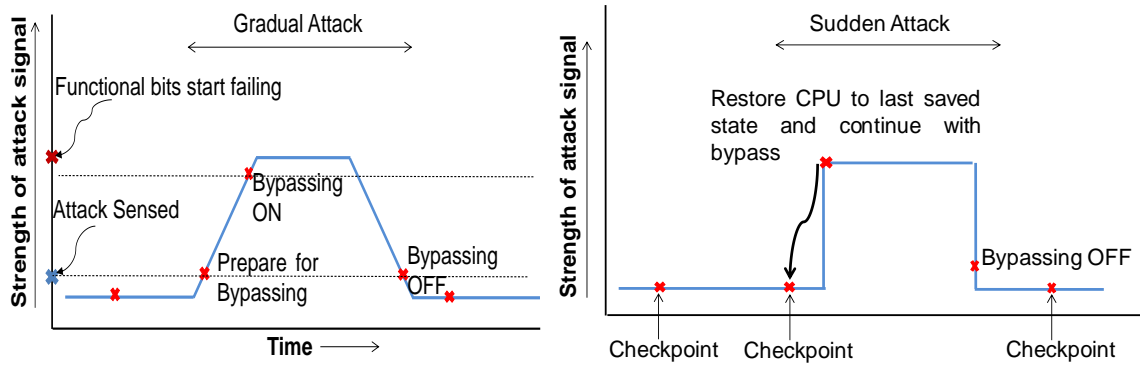 Gradual Attack
Strength of attack signal
Functional bits start failing
Bypassing
ON
Attack Sensed
Prepare for
Bypassing
Bypassing
OFF
Time
Sudden Attack
Strength of attack signal
Restore CPU to last saved
state and continue with
bypass
Bypassing OFF
Checkpoint
Checkpoint
Checkpoint